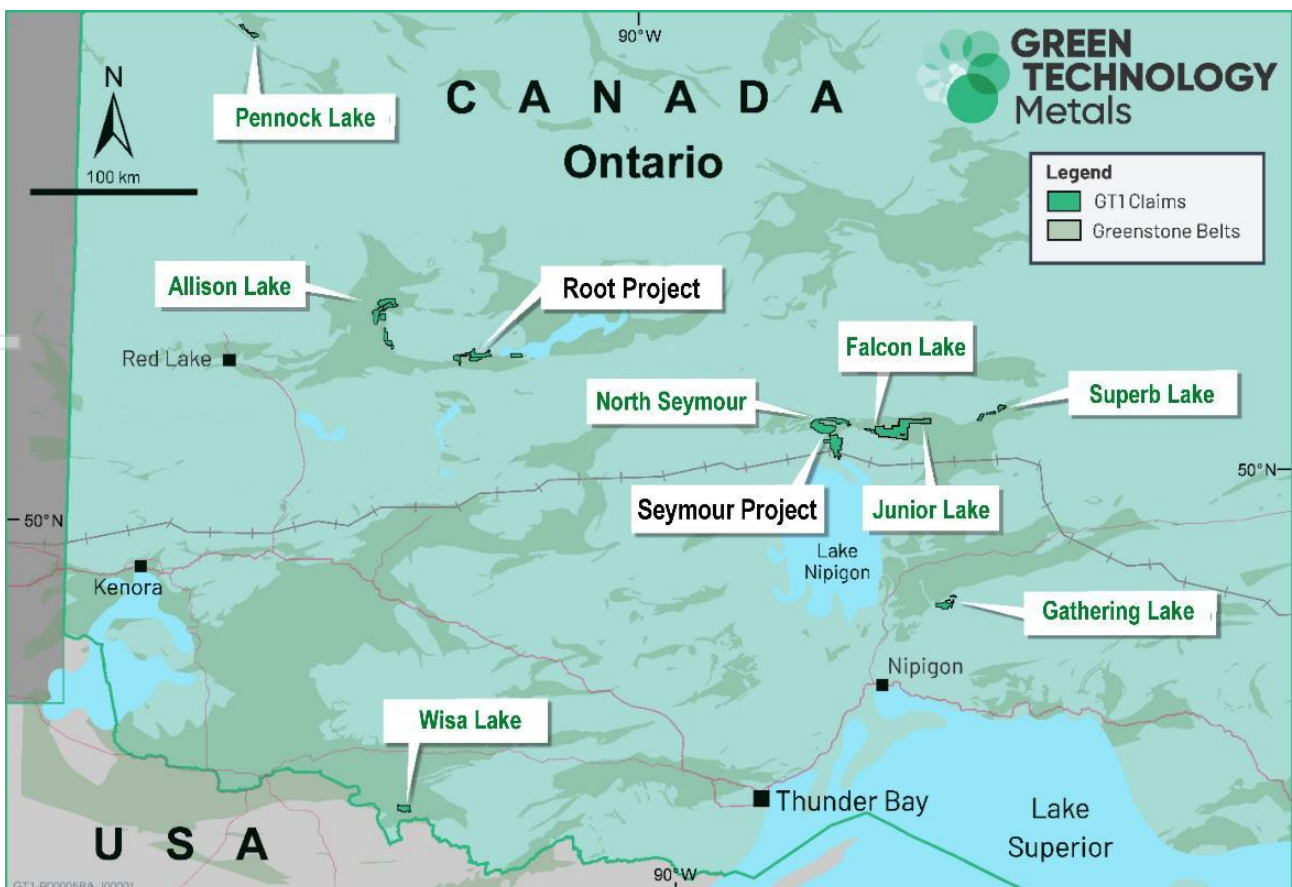 90°W
GREEN
TECHNOLOGY
Metals
N
CANADA
Pennock Lake
Ontario
100 km
Legend
GT1 Claims
Greenstone Belts
Allison Lake
Root Project
Red Lake
Falcon Lake
North Seymour
Superb Lake
50°N
Seymour Project
Junior Lake
50°N
Lake
Nipigon
Kenora
Gathering Lake
Nipigon
Wisa Lake
Thunder Bay
Lake
Superior
USA
90°W